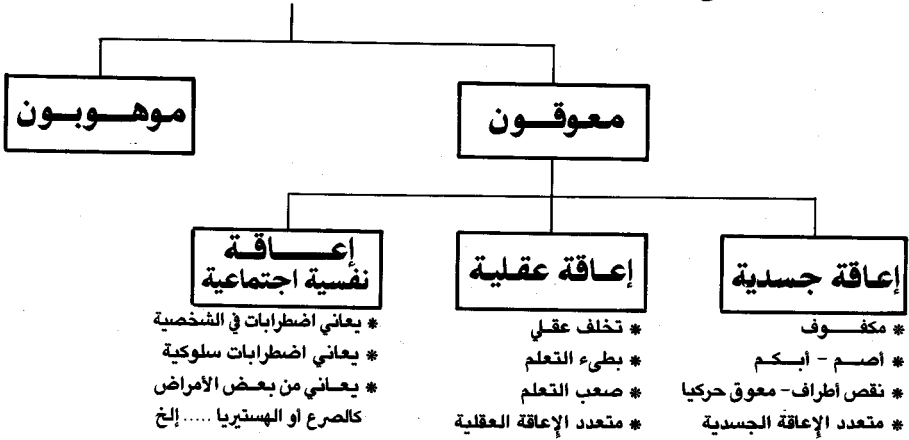 معوقون
موهوبون
إعاقة جسدية
* مكفوف
* أصم - أبكم
* نقص أطراف - معوق حركيا
* متعدد الإعاقة الجسدية
إعاقة عقلية
* تخلف عقلي
* بطىء التعلم
* صعب التعلم
* متعدد الإعاقة العقلية
إعاقة
نفسية اجتماعية
* يعاني اضطرابات في الشخصية
* يعاني اضطرابات سلوكية
* يعاني من بعض الأمراض
كالصرع أو الهستيريا ..... إلخ